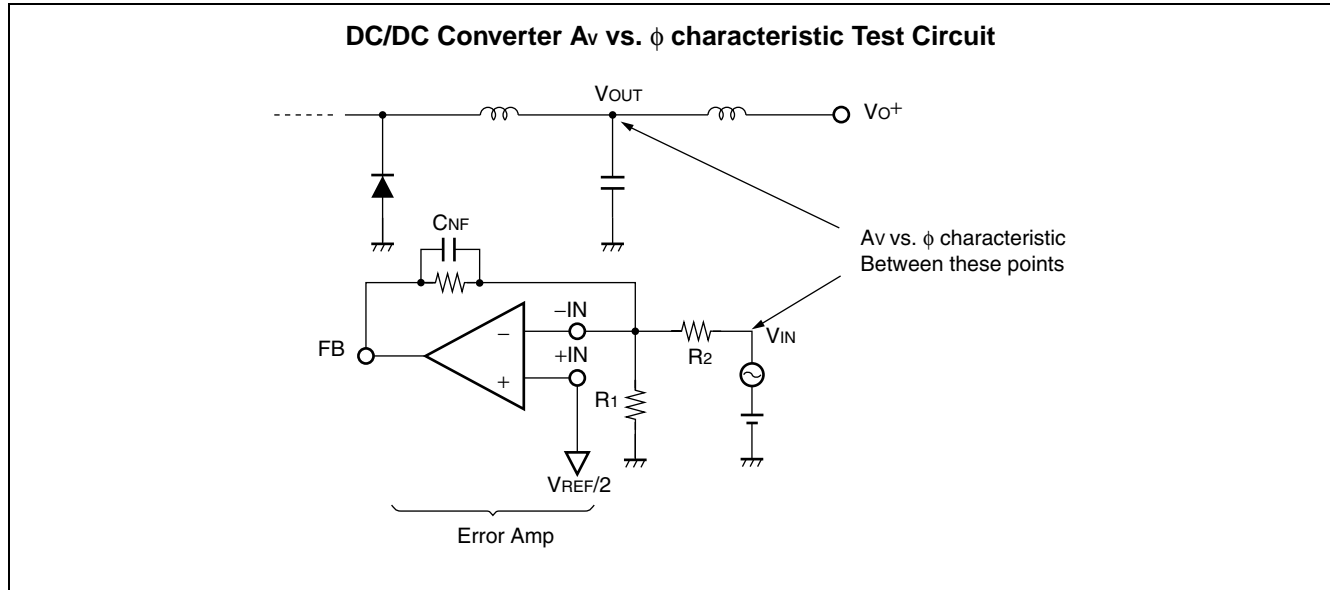 DC/DC Converter AV vs. φ characteristic Test Circuit
VOUT
VO+
CNF
AV vs. φ characteristic
Between these points
−IN
VIN
FB
−
+IN
R2
+
R1
VREF/2
Error Amp